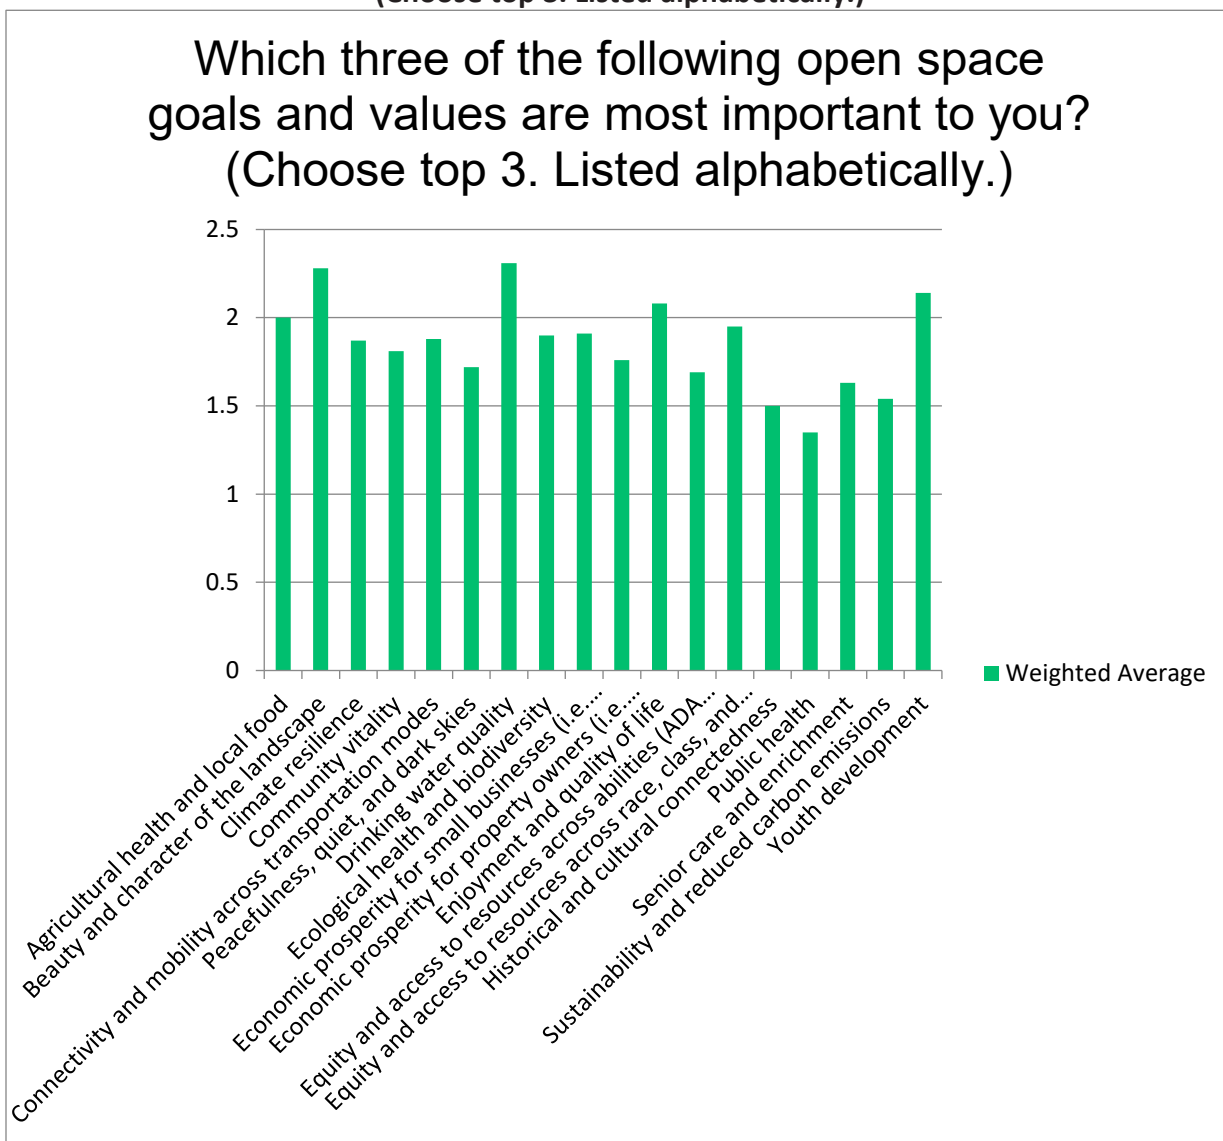 (Choose top 3. Listed alphabetically.)
Which three of the following open space
goals and values are most important to you?
(Choose top 3. Listed alphabetically.)
2.5
2
1.5
1
0.5
0
Weighted Average
Agricultural health and local food
Beauty and character of the landscape
Climate resilience
Community vitality
Connectivity and mobility across transportation modes
Peacefulness, quiet, and dark skies
Drinking water quality
Ecological health and biodiversity
Economic prosperity for small businesses (i.e....
Economic prosperity for property owners (i.e....
Enjoyment and quality of life
Equity and access to resources across abilities (ADA...
Equity and access to resources across race, class, and...
Historical and cultural connectedness
Public health
Senior care and enrichment
Sustainability and reduced carbon emissions
Youth development